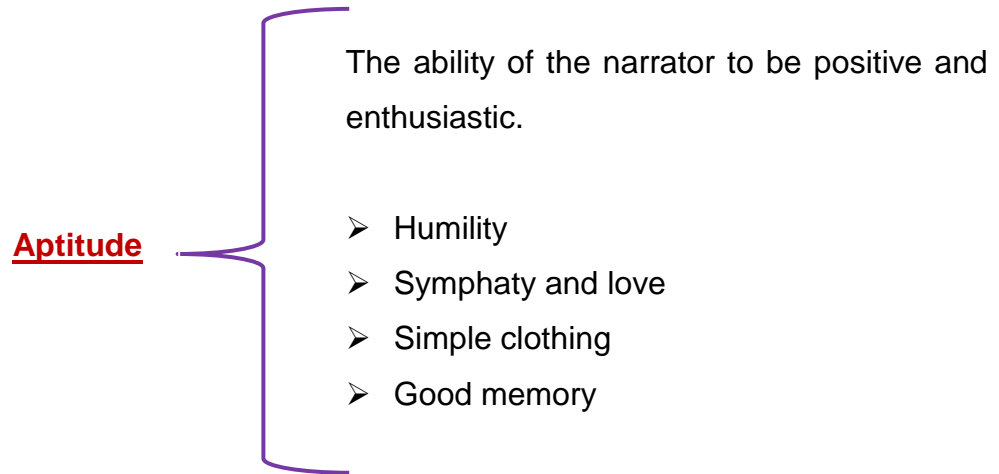 The ability of the narrator to be positive and
enthusiastic.
Aptitude
➢ Humility
➢ Symphaty and love
➢ Simple clothing
➢ Good memory